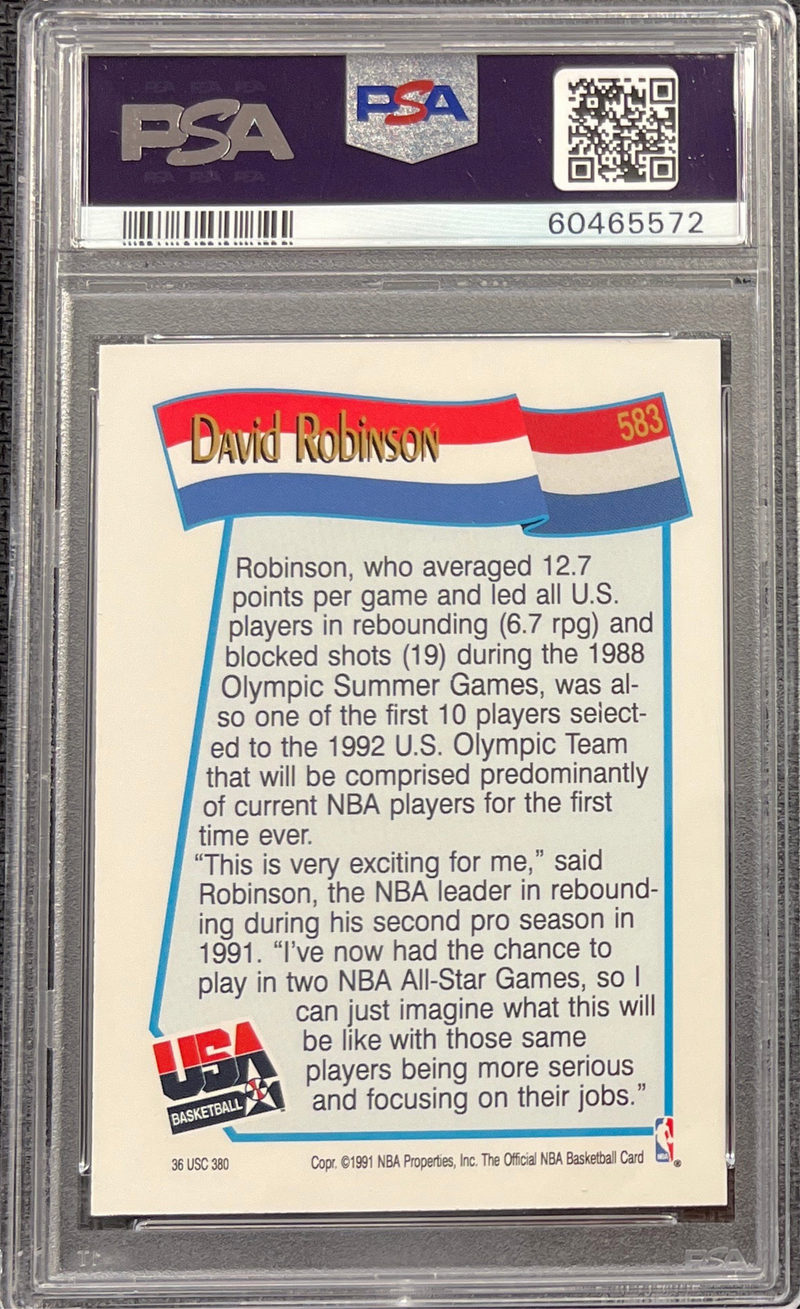 PSA
PSA
60465572
David Robinson
583
Robinson, who averaged 12.7
points per game and led all U.S.
players in rebounding (6.7 rpg) and
blocked shots (19) during the 1988
Olympic Summer Games, was al-
so one of the first 10 players select-
ed to the 1992 U.S. Olympic Team
that will be comprised predominantly
of current NBA players for the first
time ever.
“This is very exciting for me,” said
Robinson, the NBA leader in rebound-
ing during his second pro season in
1991. “I’ve now had the chance to
play in two NBA All-Star Games, so I
can just imagine what this will
be like with those same
players being more serious
and focusing on their jobs.”
USA
BASKETBALL
36 USC 380
Copr. ©1991 NBA Properties, Inc. The Official NBA Basketball Card
NBA
®
PSA